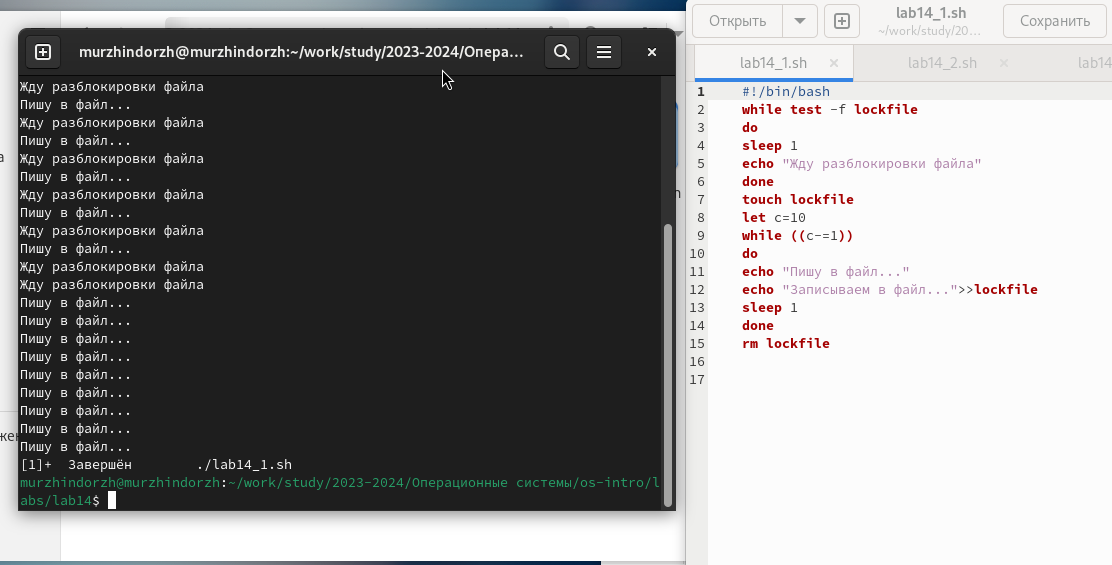 murzhindorzh@murzhindorzh:~/work/study/2023-2024/Опера...
Жду разблокировки файла
Пишу в файл...
Жду разблокировки файла
Пишу в файл...
Жду разблокировки файла
Пишу в файл...
Жду разблокировки файла
Пишу в файл...
Жду разблокировки файла
Пишу в файл...
Жду разблокировки файла
Жду разблокировки файла
Пишу в файл...
Пишу в файл...
Пишу в файл...
Пишу в файл...
Пишу в файл...
Пишу в файл...
Пишу в файл...
Пишу в файл...
Пишу в файл...
[1]+  Завершён        ./lab14_1.sh
murzhindorzh@murzhindorzh:~/work/study/2023-2024/Операционные системы/os-intro/l
abs/lab14$
Открыть
lab14_1.sh
~/work/study/20...
Сохранить
lab14_1.sh
lab14_2.sh
lab14
1 #!/bin/bash
2 while test -f lockfile
3 do
4 sleep 1
5 echo "Жду разблокировки файла"
6 done
7 touch lockfile
8 let c=10
9 while ((c-=1))
10 do
11 echo "Пишу в файл..."
12 echo "Записываем в файл...">>lockfile
13 sleep 1
14 done
15 rm lockfile
16
17